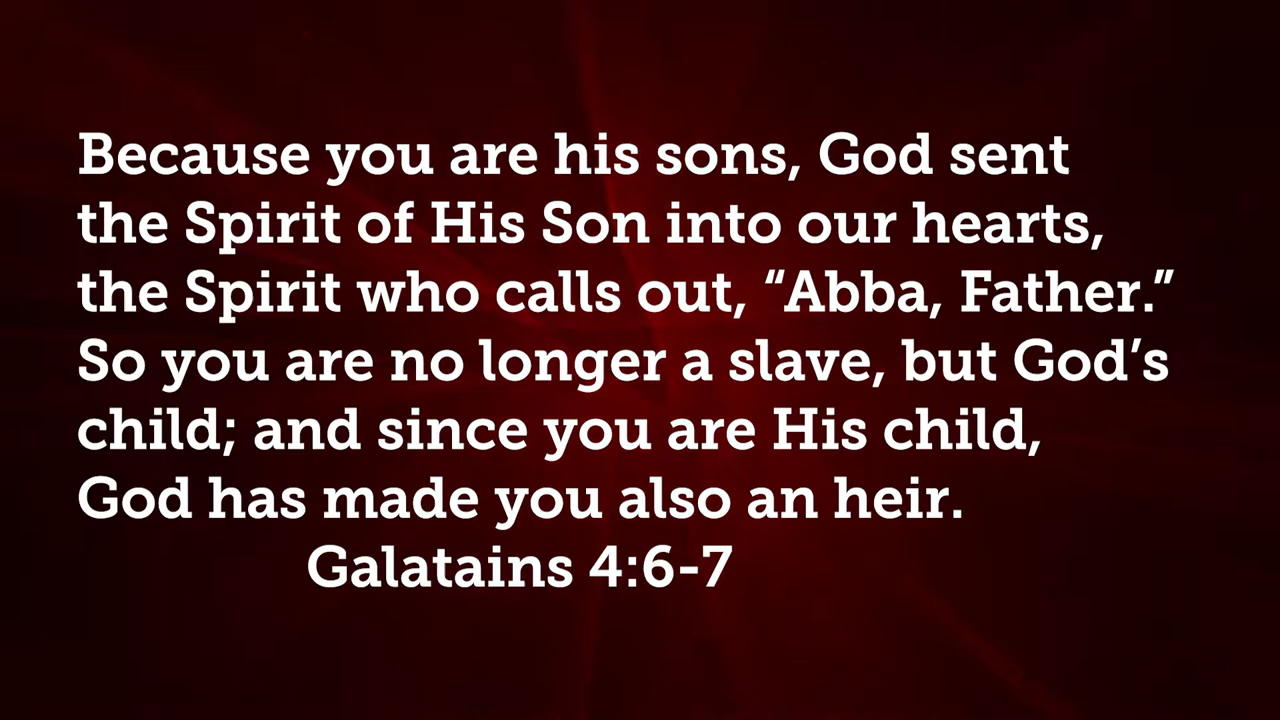 Because you are his sons, God sent
the Spirit of His Son into our hearts,
the Spirit who calls out, “Abba, Father.”
So you are no longer a slave, but God’s
child; and since you are His child,
God has made you also an heir.
Galatains 4:6-7